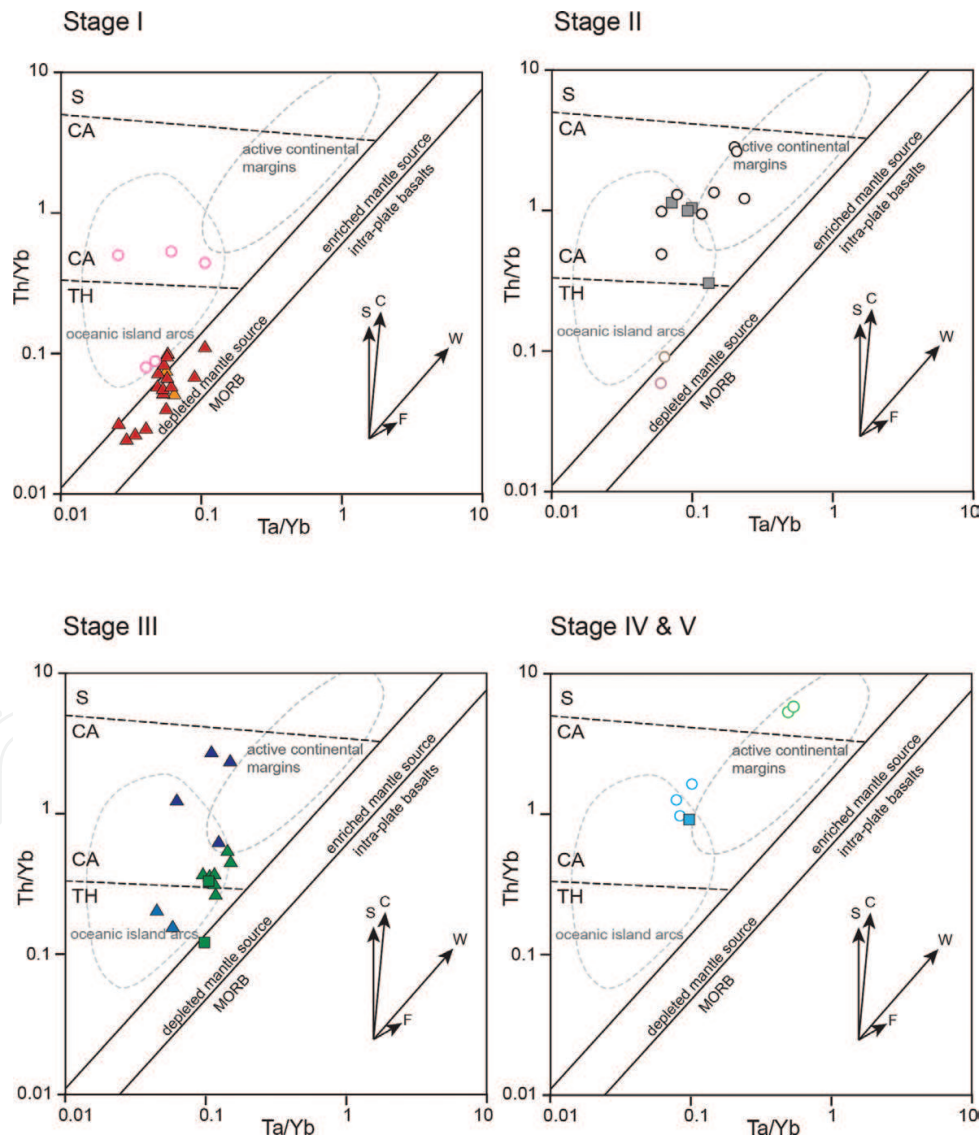 Stage I
10
S
CA
active continental
margins
enriched mantle source
intra-plate basalts
1
Th/Yb
CA
TH
oceanic island arcs
0.1
depleted mantle source
MORB
S
C
W
F
0.01
0.01
0.1
1
10
Ta/Yb
Stage II
10
S
CA
active continental
margins
enriched mantle source
intra-plate basalts
1
Th/Yb
CA
TH
oceanic island arcs
0.1
depleted mantle source
MORB
S
C
W
F
0.01
0.01
0.1
1
10
Ta/Yb
Stage III
10
S
CA
active continental
margins
enriched mantle source
intra-plate basalts
1
Th/Yb
CA
TH
oceanic island arcs
0.1
depleted mantle source
MORB
S
C
W
F
0.01
0.01
0.1
1
10
Ta/Yb
Stage IV & V
10
S
CA
active continental
margins
enriched mantle source
intra-plate basalts
1
Th/Yb
CA
TH
oceanic island arcs
0.1
depleted mantle source
MORB
S
C
W
F
0.01
0.01
0.1
1
10
Ta/Yb